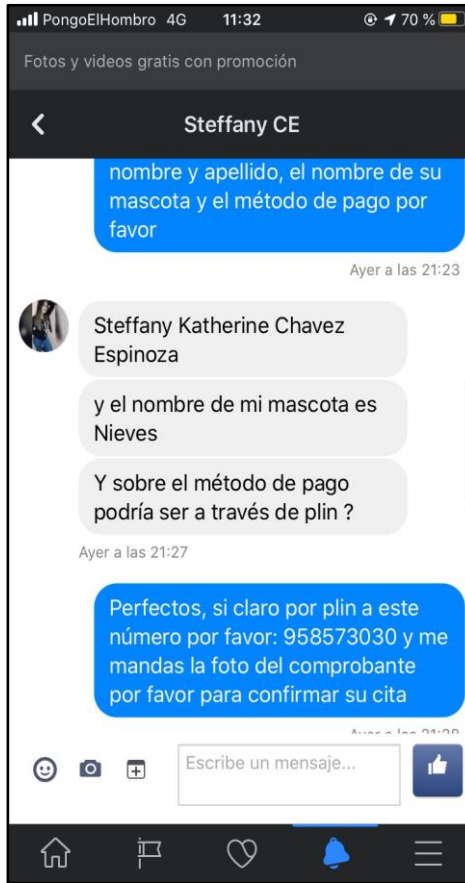 PongoElHombro 4G 11:32 70 %
Fotos y videos gratis con promoción
Steffany CE
nombre y apellido, el nombre de su
mascota y el método de pago por
favor
Ayer a las 21:23
Steffany Katherine Chavez
Espinoza
y el nombre de mi mascota es
Nieves
Y sobre el método de pago
podría ser a través de plin ?
Ayer a las 21:27
Perfectos, si claro por plin a este
número por favor: 958573030 y me
mandas la foto del comprobante
por favor para confirmar su cita
Ayer a las 21:28
Escribe un mensaje...